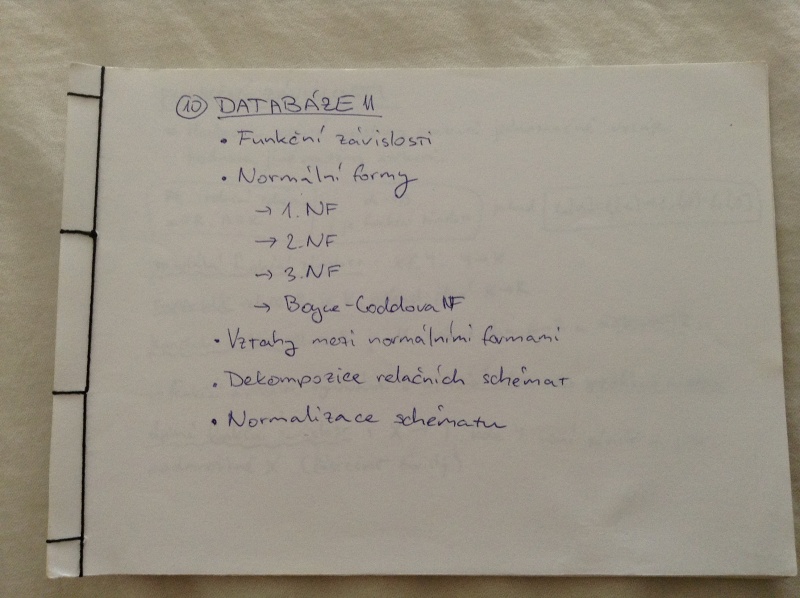 10 DATABÁZE II
• Funkční závislosti
• Normální formy
→ 1. NF
→ 2. NF
→ 3. NF
→ Boyce-Coddova NF
• Vztahy mezi normálními formami
• Dekompozice relačních schémat
• Normalizace schématu